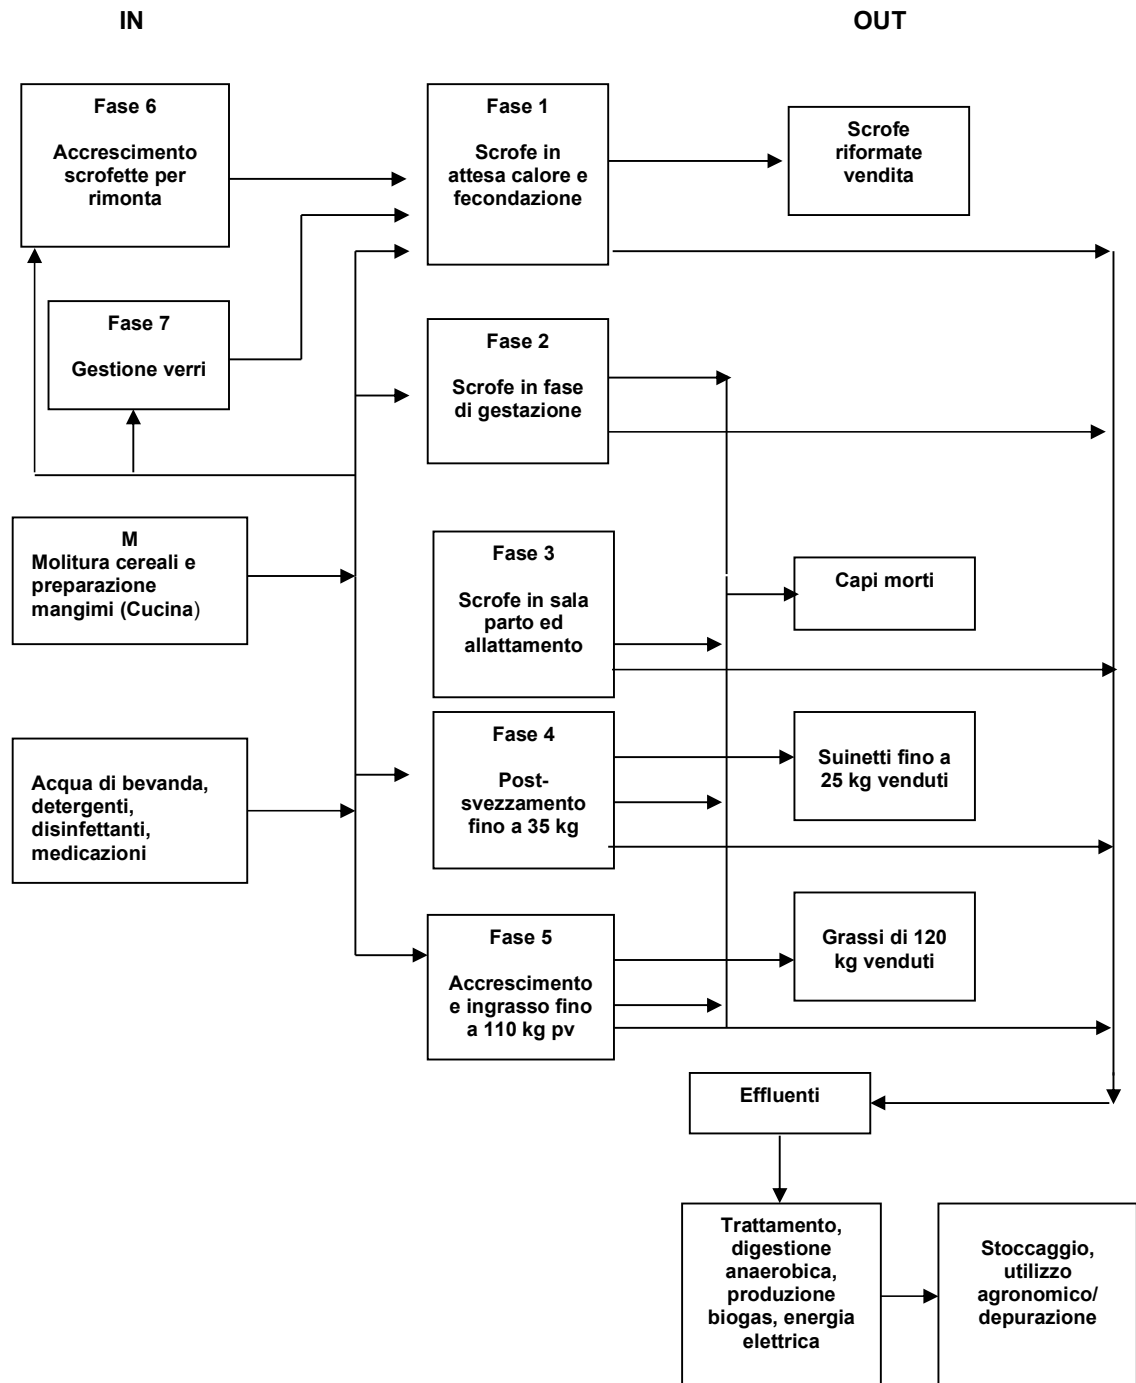 IN
OUT
Fase 6
Accrescimento
scrofette per
rimonta
Fase 1
Scrofe in
attesa calore e
fecondazione
Scrofe
riformate
vendita
Fase 7
Gestione verri
Fase 2
Scrofe in fase
di gestazione
M
Molitura cereali e
preparazione
mangimi (Cucina)
Fase 3
Scrofe in sala
parto ed
allattamento
Capi morti
Acqua di bevanda,
detergenti,
disinfettanti,
medicazioni
Fase 4
Post-
svezzamento
fino a 35 kg
Suinetti fino a
25 kg venduti
Fase 5
Accrescimento
e ingrasso fino
a 110 kg pv
Grassi di 120
kg venduti
Effluenti
Trattamento,
digestione
anaerobica,
produzione
biogas, energia
elettrica
Stoccaggio,
utilizzo
agronomico/
depurazione